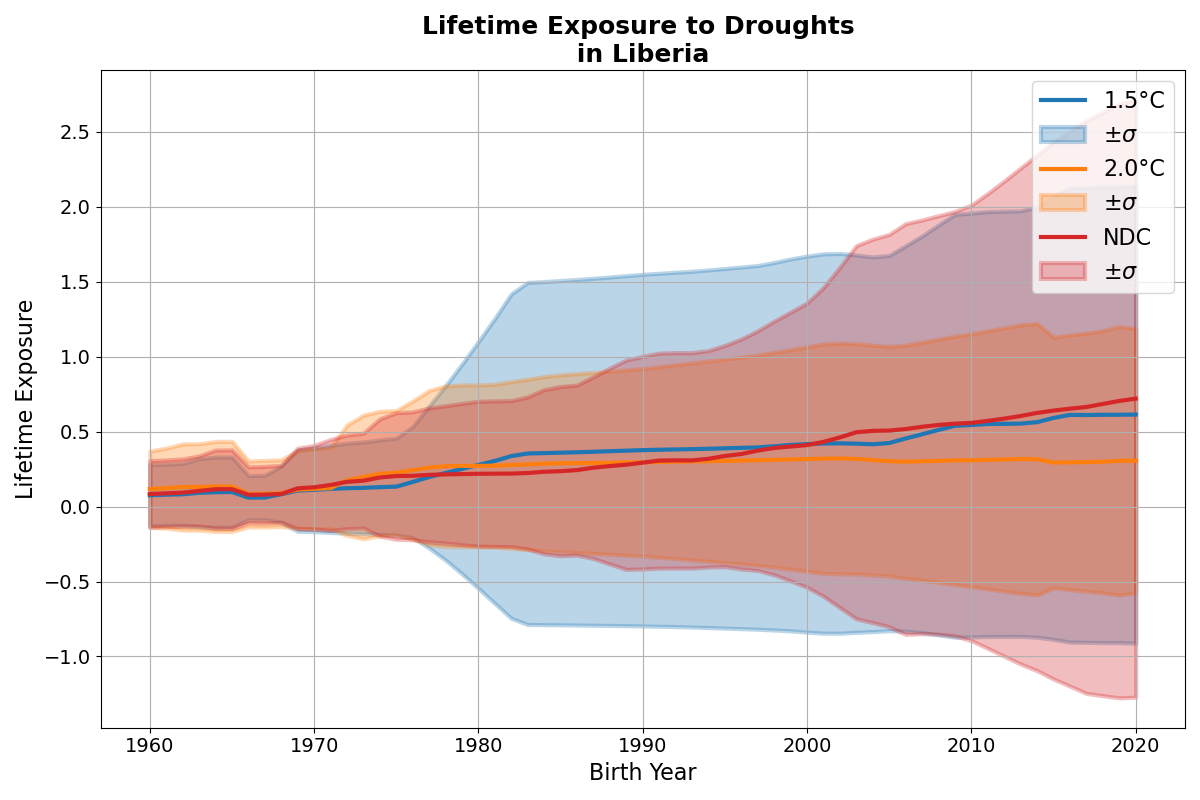 Lifetime Exposure to Droughts
in Liberia
1.5°C
±σ
2.0°C
±σ
NDC
±σ
Lifetime Exposure
2.5
2.0
1.5
1.0
0.5
0.0
−0.5
−1.0
1960 1970 1980 1990 2000 2010 2020
Birth Year